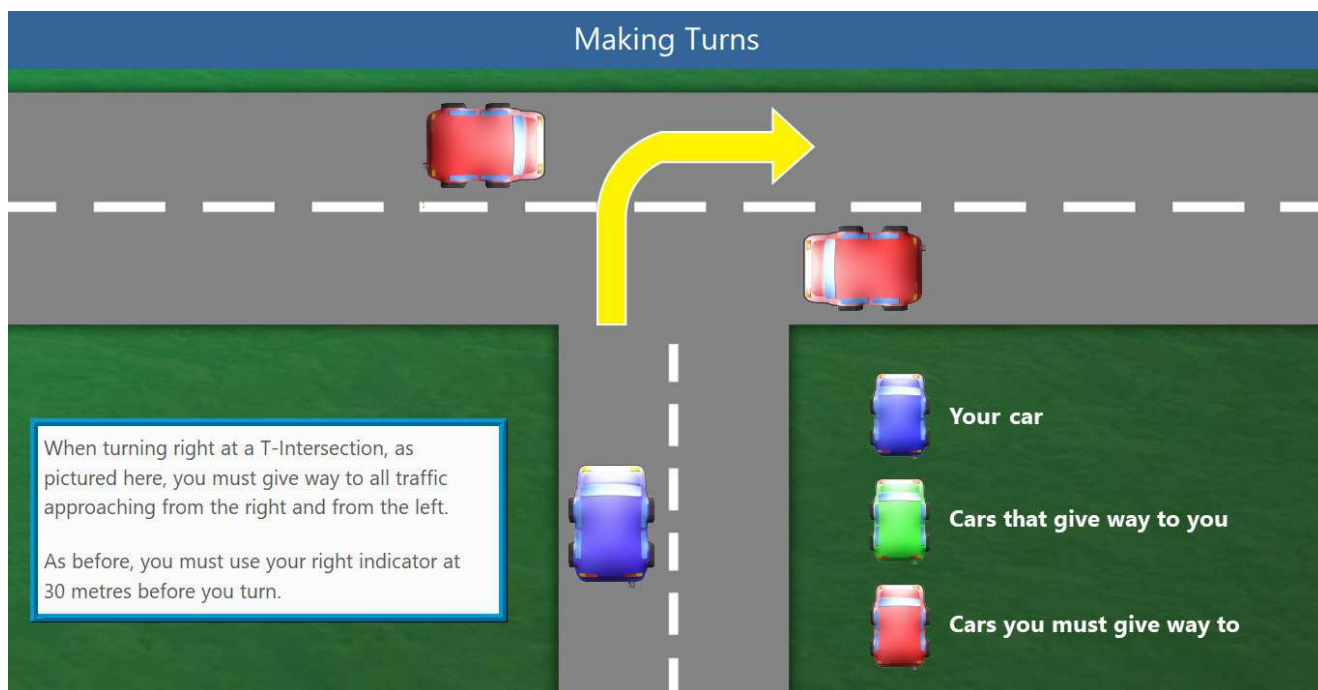 Making Turns
When turning right at a T-Intersection, as
pictured here, you must give way to all traffic
approaching from the right and from the left.
As before, you must use your right indicator at
30 metres before you turn.
Your car
Cars that give way to you
Cars you must give way to